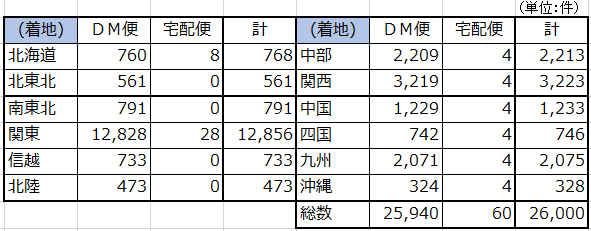 (単位:件)
(着地) ＤＭ便 宅配便 計 (着地) ＤＭ便 宅配便 計
北海道 760 8 768 中部 2,209 4 2,213
北東北 561 0 561 関西 3,219 4 3,223
南東北 791 0 791 中国 1,229 4 1,233
関東 12,828 28 12,856 四国 742 4 746
信越 733 0 733 九州 2,071 4 2,075
北陸 473 0 473 沖縄 324 4 328
総数 25,940 60 26,000